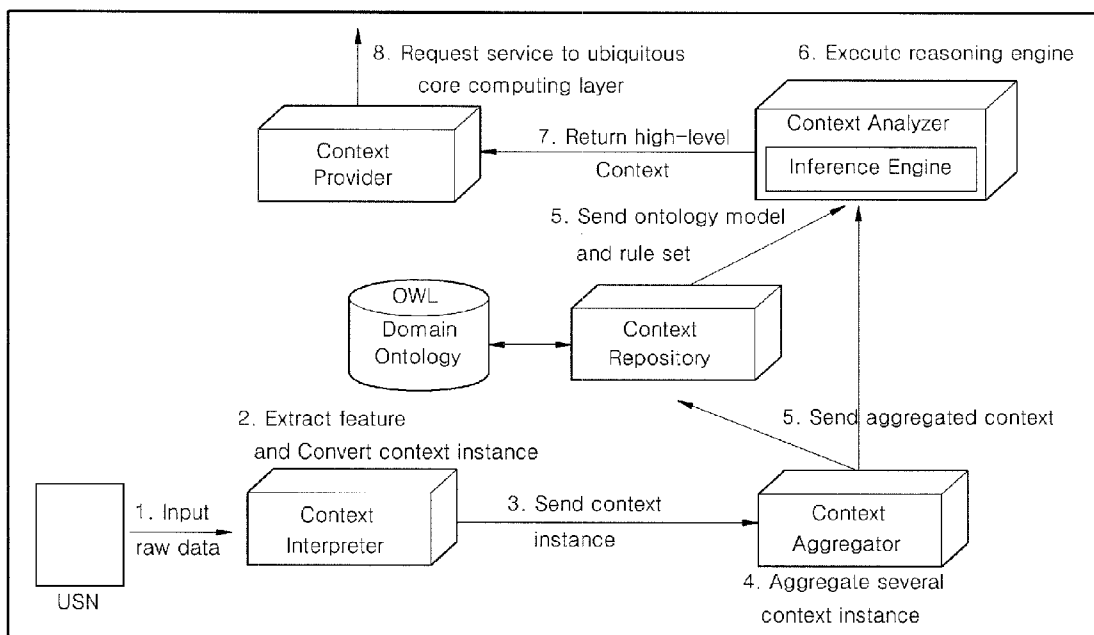 8. Request service to ubiquitous
core computing layer
6. Execute reasoning engine
Context
Provider
7. Return high-level
Context
Context Analyzer
Inference Engine
5. Send ontology model
and rule set
OWL
Domain
Ontology
Context
Repository
2. Extract feature
and Convert context instance
5. Send aggregated context
USN
1. Input
raw data
Context
Interpreter
3. Send context
instance
Context
Aggregator
4. Aggregate several
context instance